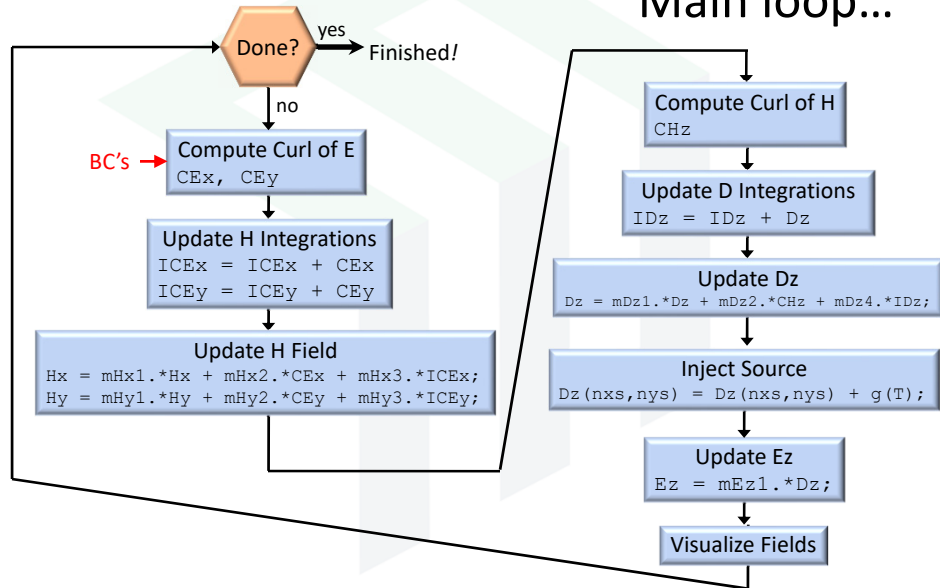 Main loop…
Done?
yes
Finished!
no
BC's
Compute Curl of E
CEx, CEy
Update H Integrations
ICEx = ICEx + CEx
ICEy = ICEy + CEy
Update H Field
Hx = mHx1.*Hx + mHx2.*CEx + mHx3.*ICEx;
Hy = mHy1.*Hy + mHy2.*CEy + mHy3.*ICEy;
Compute Curl of H
CHz
Update D Integrations
IDz = IDz + Dz
Update Dz
Dz = mDz1.*Dz + mDz2.*CHz + mDz4.*IDz;
Inject Source
Dz(nxs,nys) = Dz(nxs,nys) + g(T);
Update Ez
Ez = mEz1.*Dz;
Visualize Fields